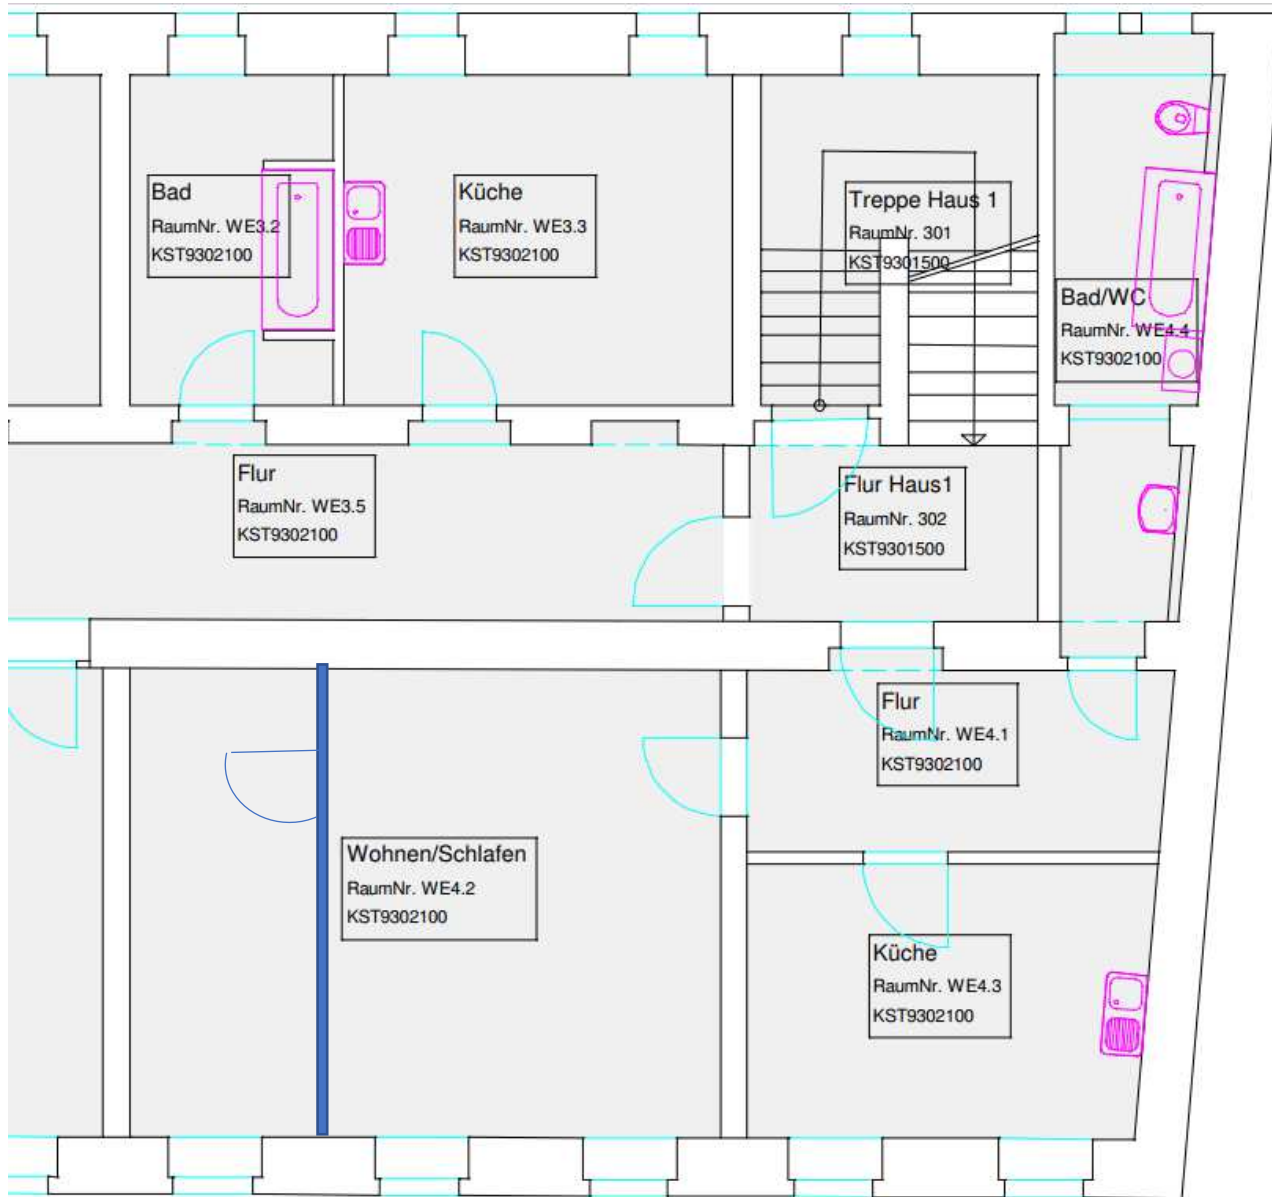 Bad
RaumNr. WE3.2
KST9302100
Küche
RaumNr. WE3.3
KST9302100
Treppe Haus 1
RaumNr. 301
KST9301500
Bad/WC
RaumNr. WE4.4
KST9302100
Flur
RaumNr. WE3.5
KST9302100
Flur Haus1
RaumNr. 302
KST9301500
Flur
RaumNr. WE4.1
KST9302100
Wohnen/Schlafen
RaumNr. WE4.2
KST9302100
Küche
RaumNr. WE4.3
KST9302100